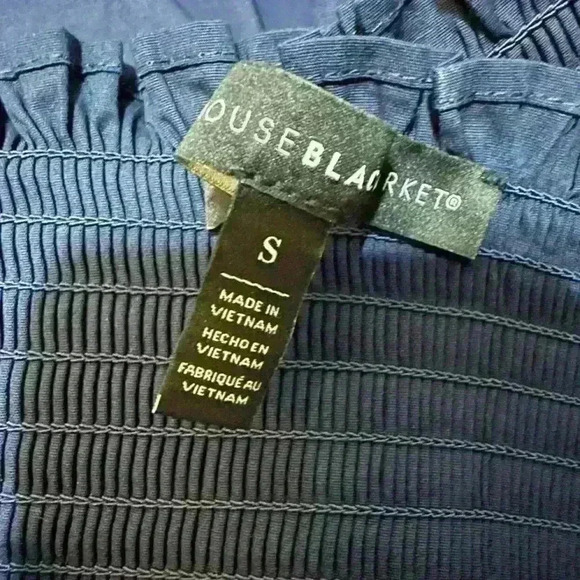 OUSEBLA RKET®
S
MADE IN
VIETNAM
HECHO EN
VIETNAM
FABRIQUÉ AU
VIETNAM